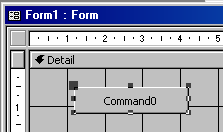 Form1 : Form
1 2 3 4 5
Detail
1
Command0